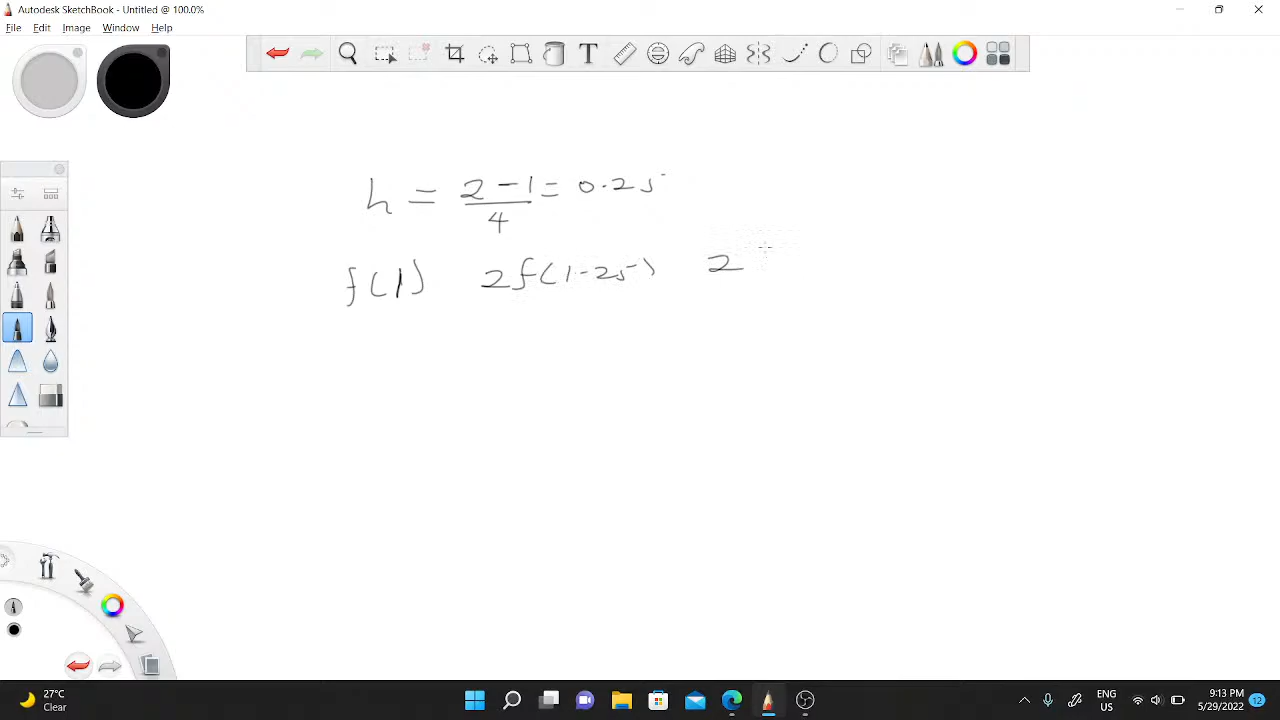 Autodesk SketchBook - Untitled @ 100.0%
File Edit Image Window Help
T
h = 2 - 1 / 4 = 0.25
f(1) 2f(1.25) 2
27°C
Clear
ENG
US
9:13 PM
5/29/2022
12